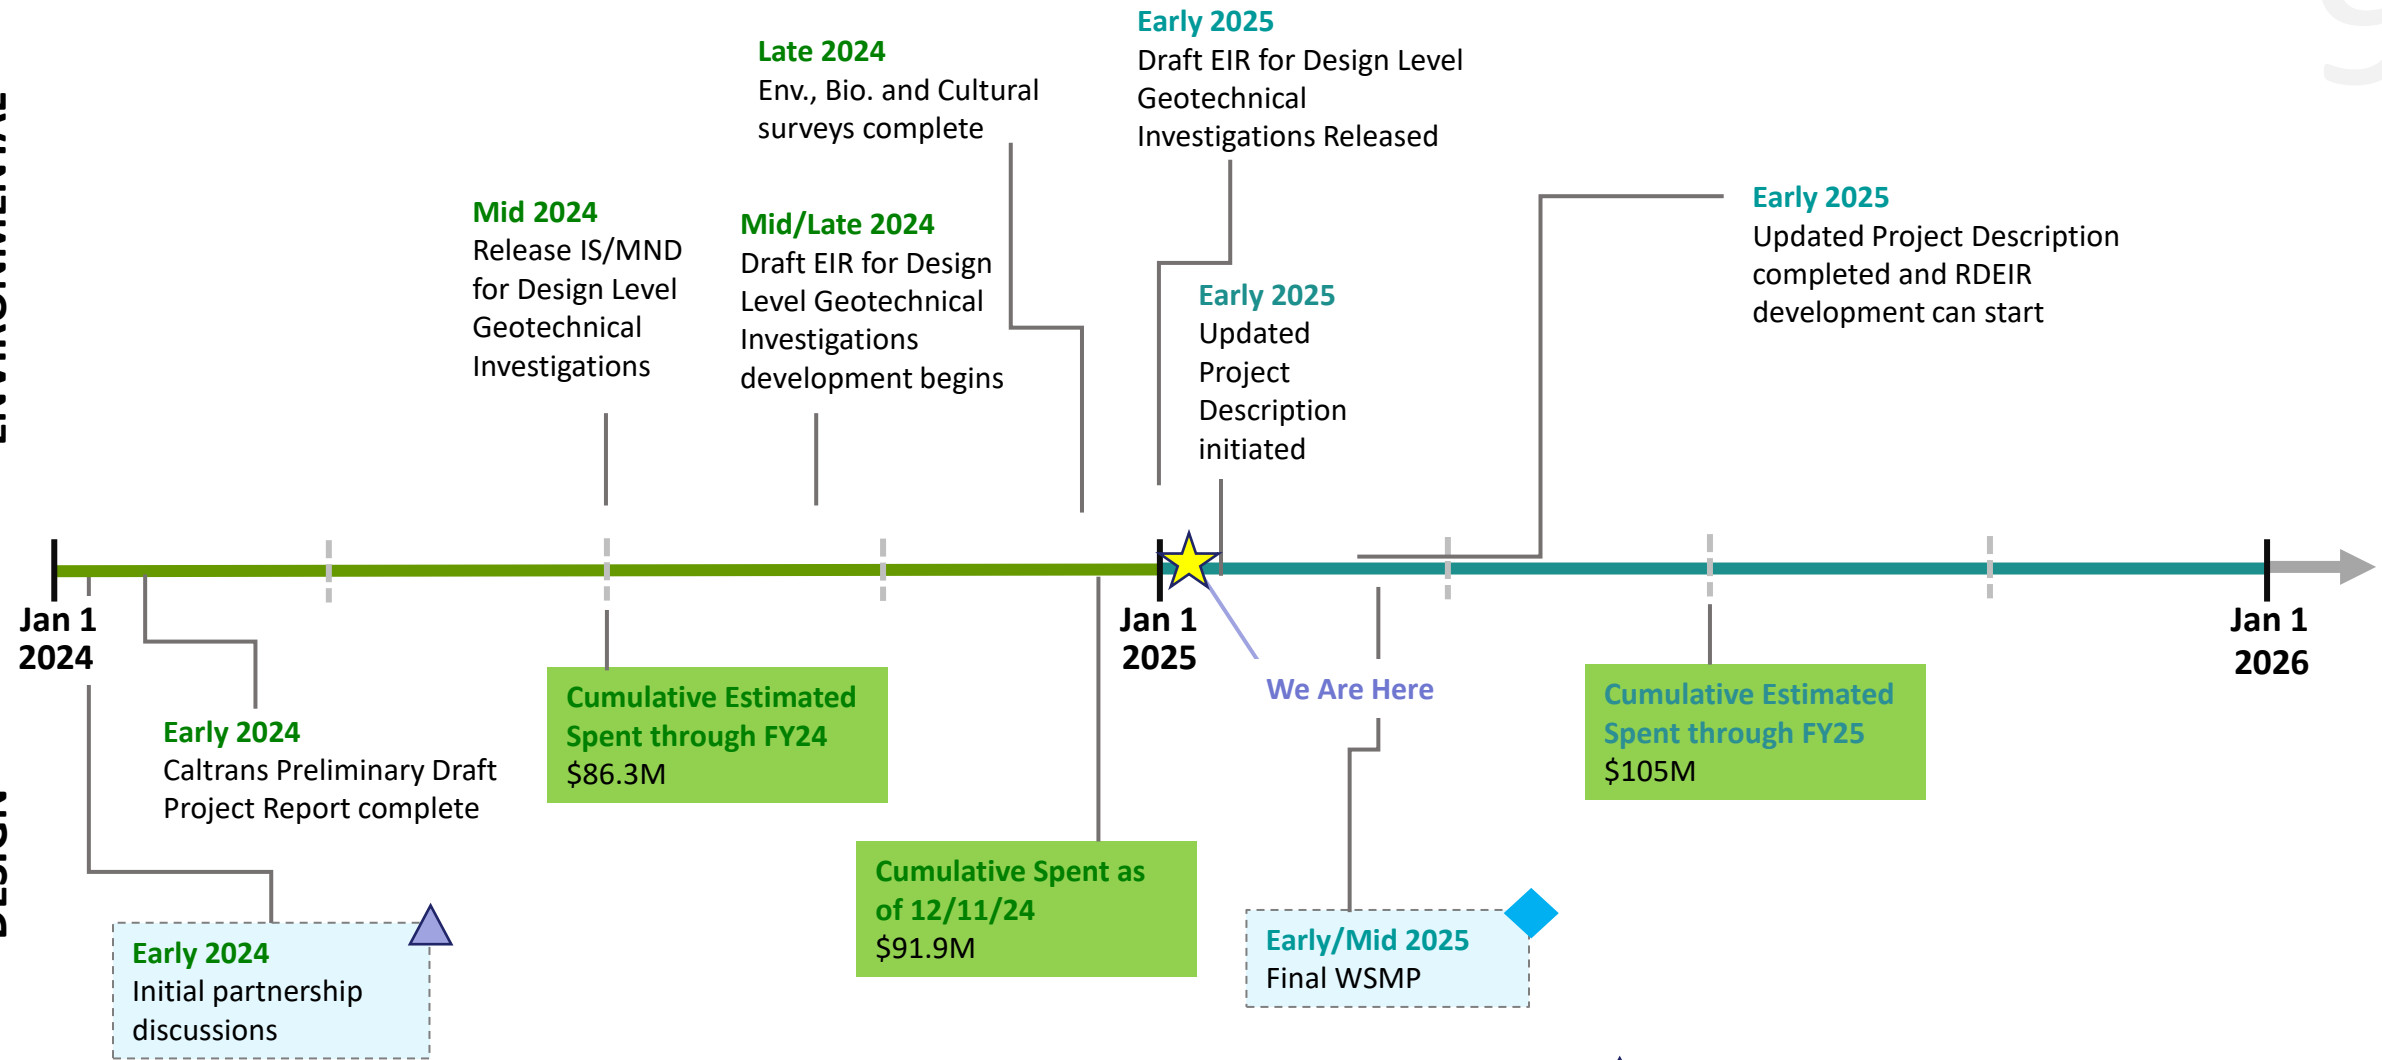 Early 2025
Draft EIR for Design Level
Geotechnical
Investigations Released
Late 2024
Env., Bio. and Cultural
surveys complete
Mid 2024
Release IS/MND
for Design Level
Geotechnical
Investigations
Mid/Late 2024
Draft EIR for Design
Level Geotechnical
Investigations
development begins
Early 2025
Updated
Project
Description
initiated
Early 2025
Updated Project Description
completed and RDEIR
development can start
Jan 1
2024
Jan 1
2025
Jan 1
2026
We Are Here
Early 2024
Caltrans Preliminary Draft
Project Report complete
Cumulative Estimated
Spent through FY24
$86.3M
Cumulative Estimated
Spent through FY25
$105M
Cumulative Spent as
of 12/11/24
$91.9M
Early 2024
Initial partnership
discussions
Early/Mid 2025
Final WSMP